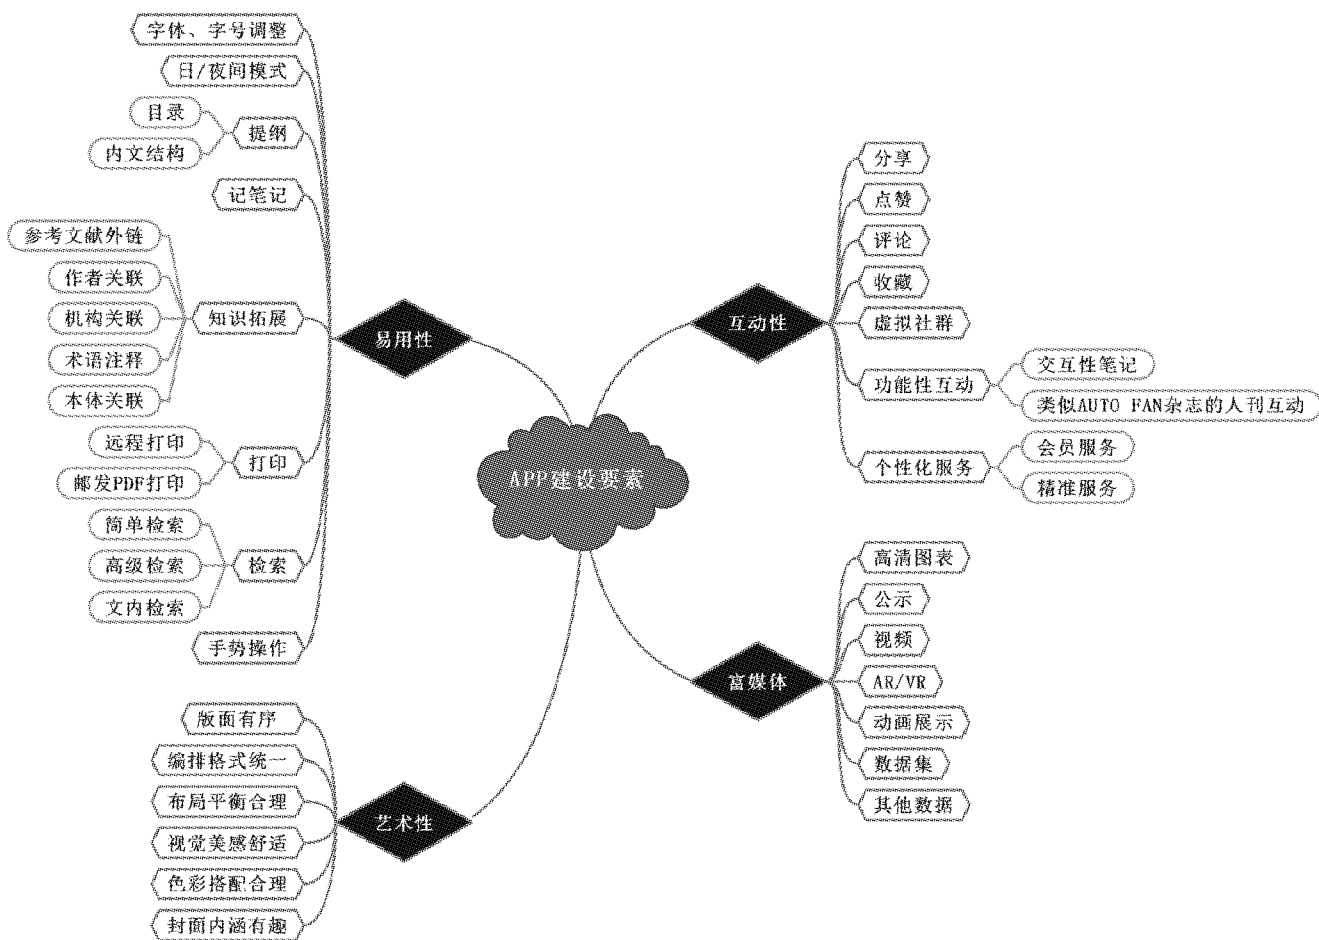 APP建设要素
易用性
字体、字号调整
日/夜间模式
提纲
目录
内文结构
记笔记
知识拓展
参考文献外链
作者关联
机构关联
术语注释
本体关联
打印
远程打印
邮发PDF打印
检索
简单检索
高级检索
文内检索
手势操作
艺术性
版面有序
编排格式统一
布局平衡合理
视觉美感舒适
色彩搭配合理
封面内涵有趣
互动性
分享
点赞
评论
收藏
虚拟社群
功能性互动
交互性笔记
类似AUTO FAN杂志的人刊互动
个性化服务
会员服务
精准服务
富媒体
高清图表
公示
视频
AR/VR
动画展示
数据集
其他数据